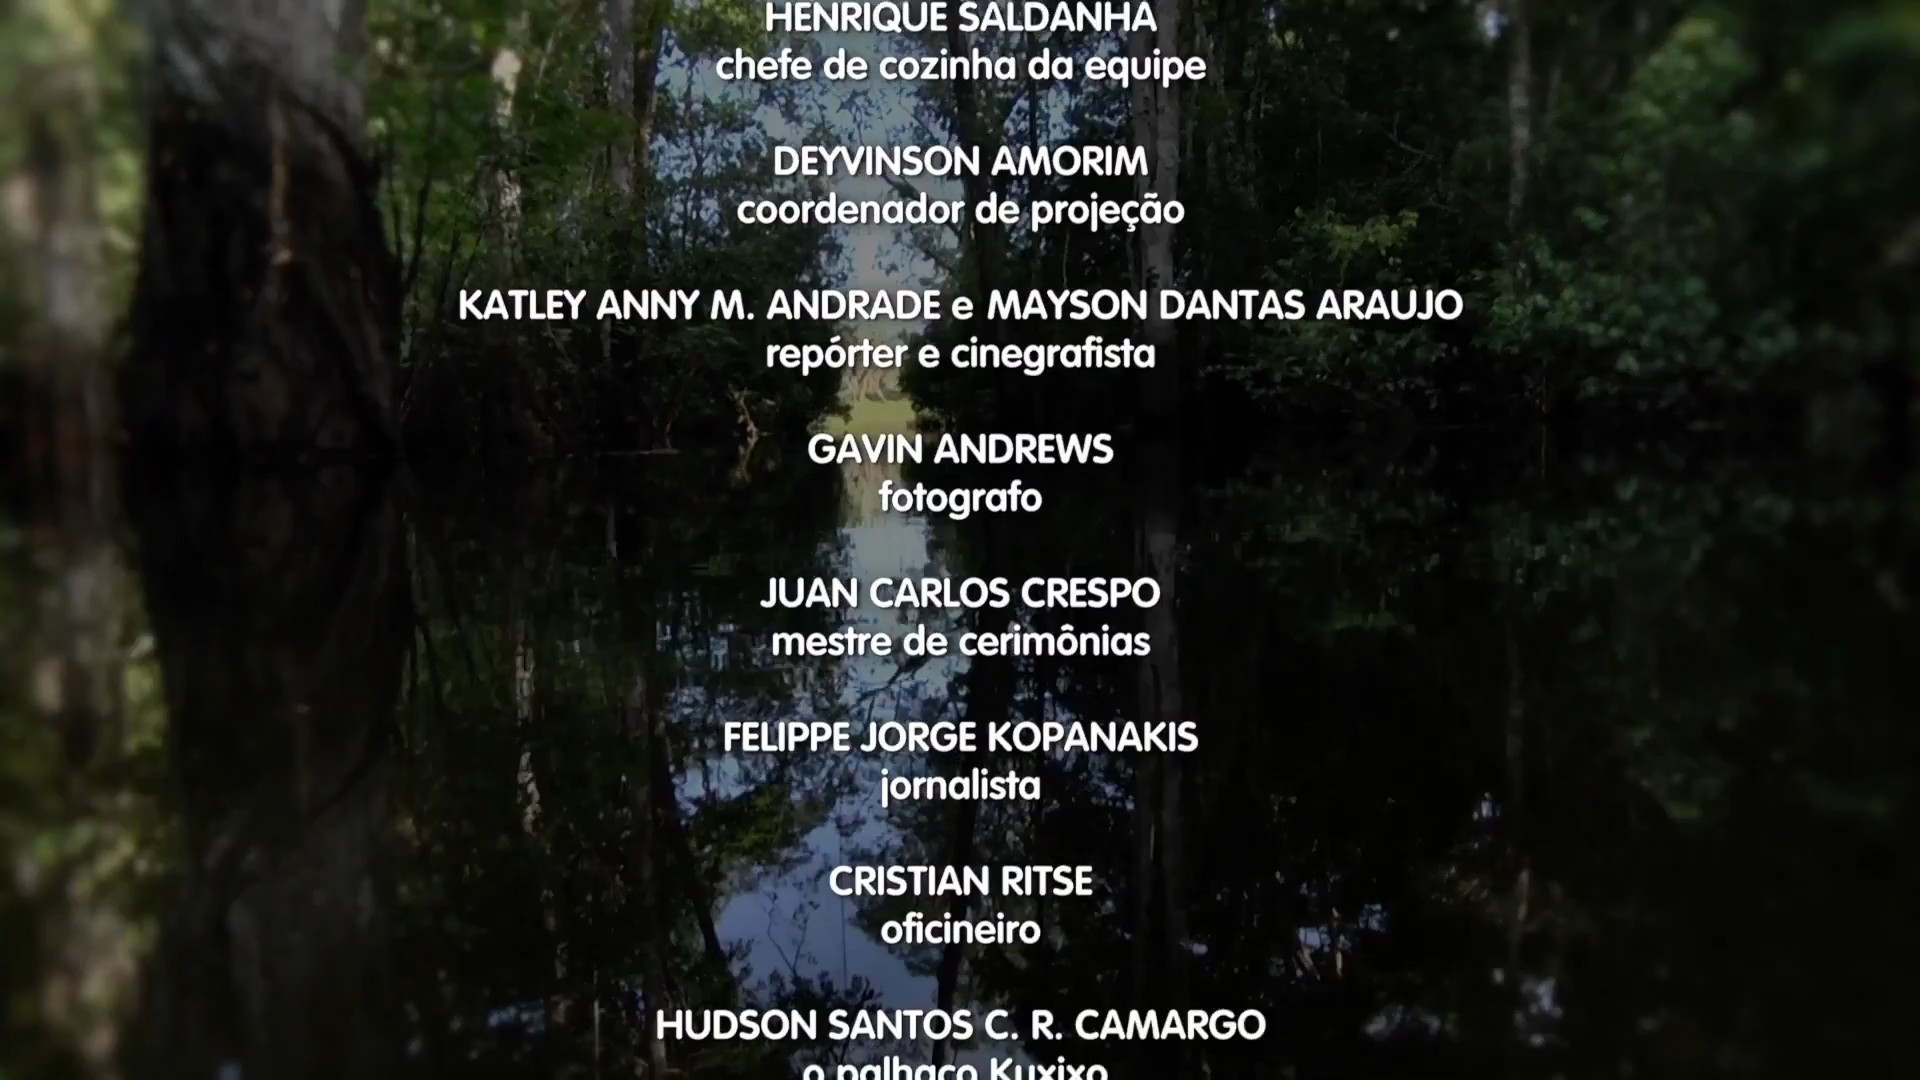 HENRIQUE SALDANHA
chefe de cozinha da equipe
DEYVINSON AMORIM
coordenador de projeção
KATLEY ANNY M. ANDRADE e MAYSON DANTAS ARAUJO
repórter e cinegrafista
GAVIN ANDREWS
fotografo
JUAN CARLOS CRESPO
mestre de cerimônias
FELIPPE JORGE KOPANAKIS
jornalista
CRISTIAN RITSE
oficineiro
HUDSON SANTOS C. R. CAMARGO
o palhaço Kuxixo